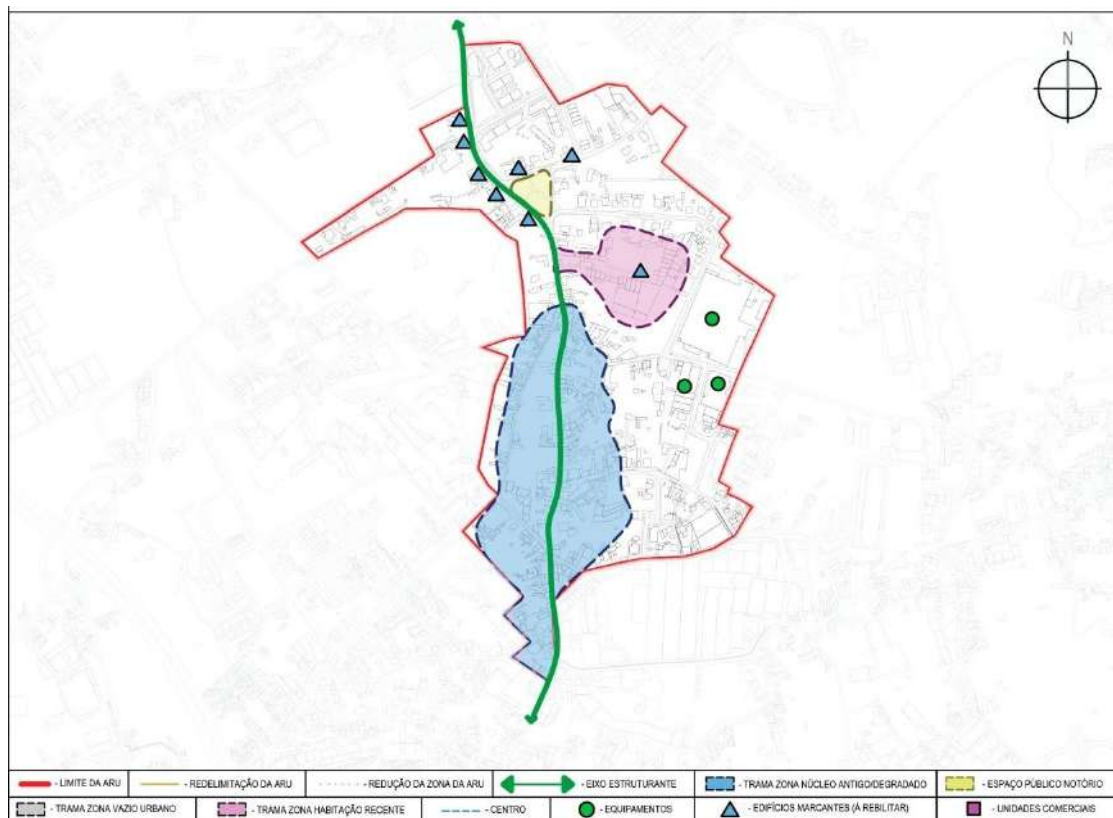 N
- LIMITE DA ARU - REDELIMITAÇÃO DA ARU - REDUÇÃO DA ZONA DA ARU - EIXO ESTRUTURANTE - TRAMA ZONA NÚCLEO ANTIGO/DEGRADADO - ESPAÇO PÚBLICO NOTÓRIO
- TRAMA ZONA VAZIO URBANO - TRAMA ZONA HABITAÇÃO RECENTE - CENTRO - EQUIPAMENTOS - EDIFÍCIOS MARCANTES (Á REBILITAR) - UNIDADES COMERCIAIS